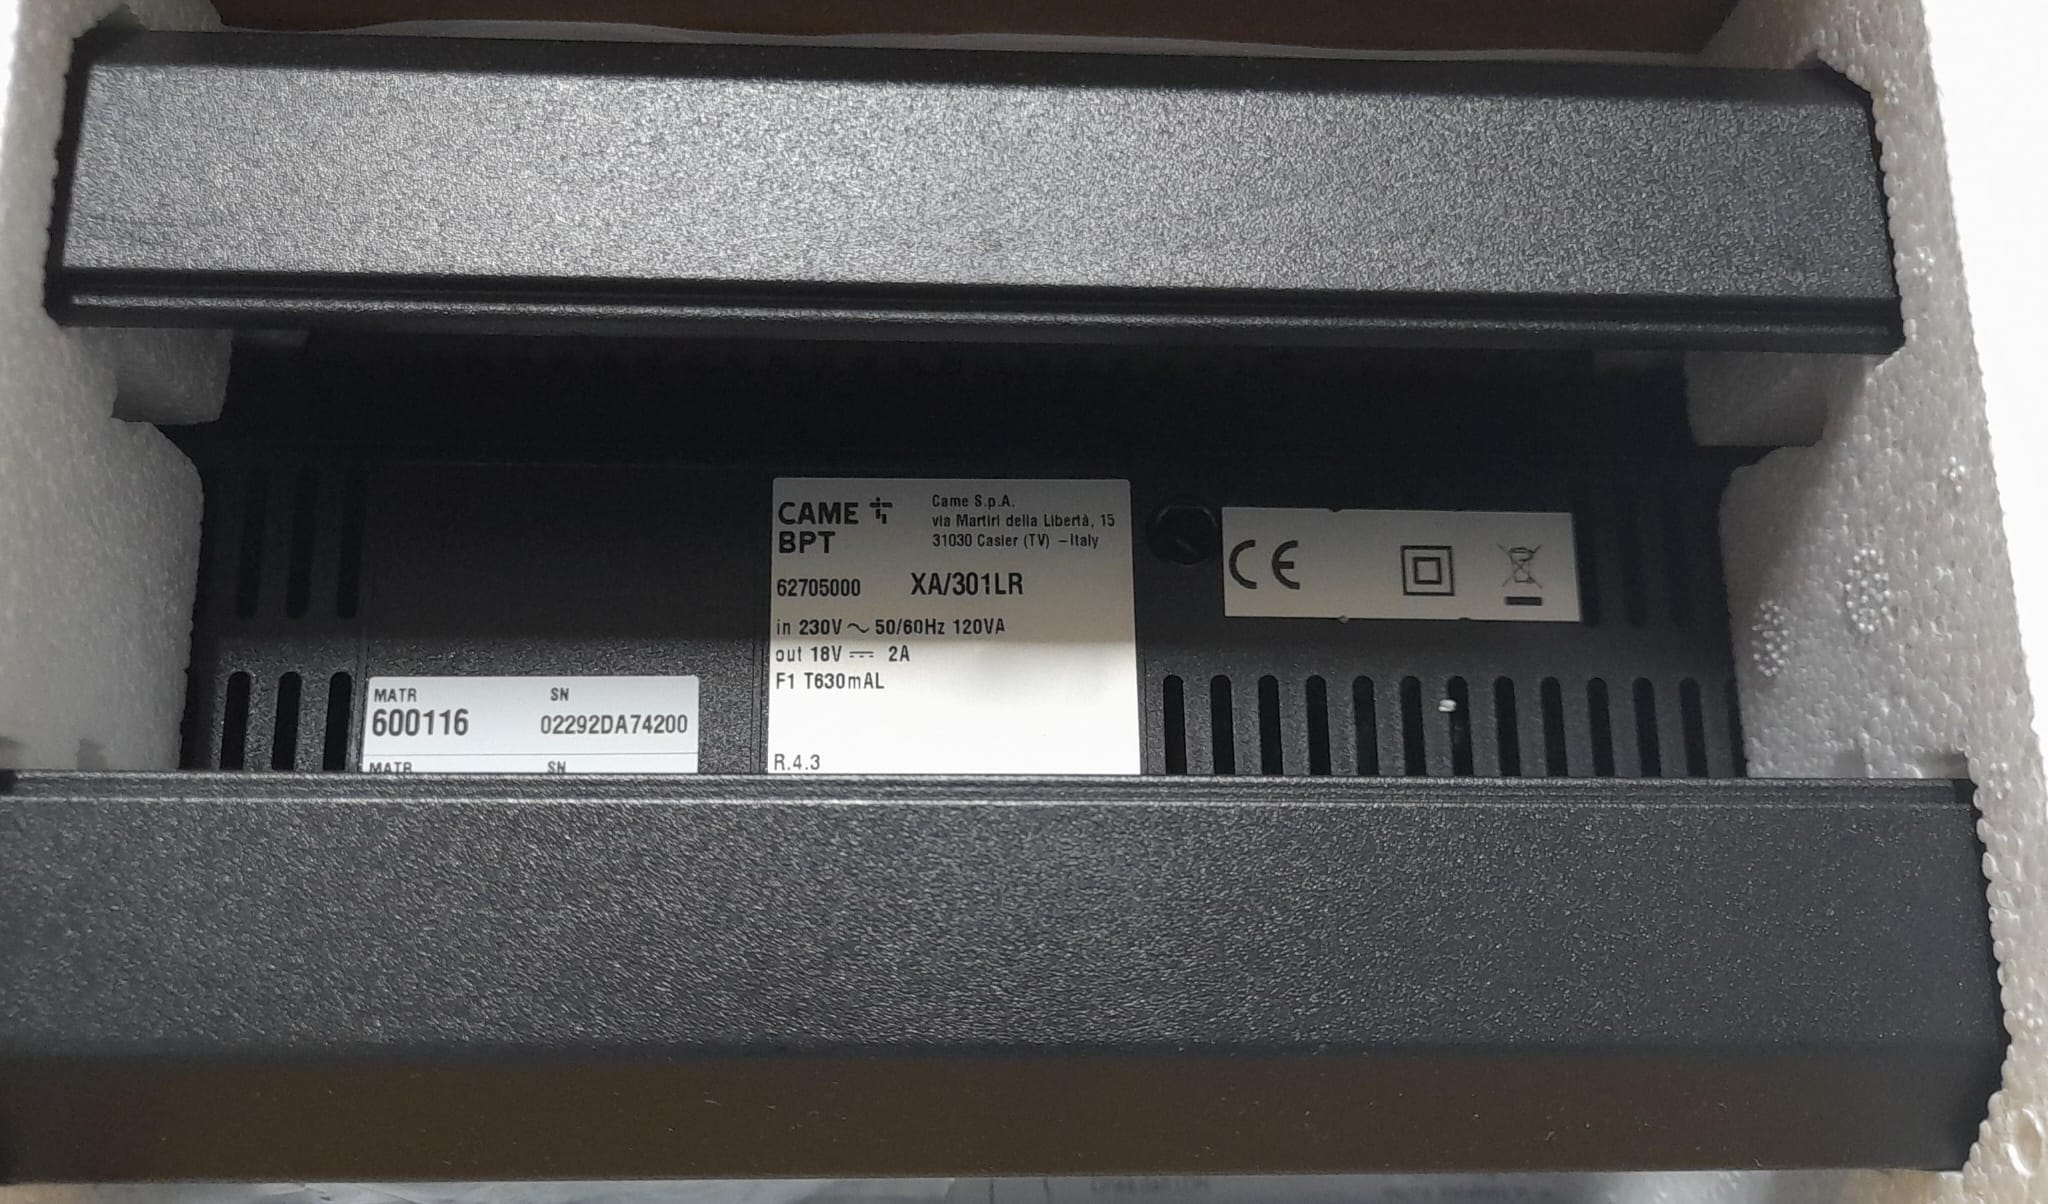 CAME
BPT
Came S.p.A.
via Martiri della Libertà, 15
31030 Casier (TV) – Italy
62705000 XA/301LR
in 230V ~ 50/60Hz 120VA
out 18V ⎓ 2A
F1 T630mAL
R.4.3
CE
MATR SN
600116 02292DA74200
MATR SN